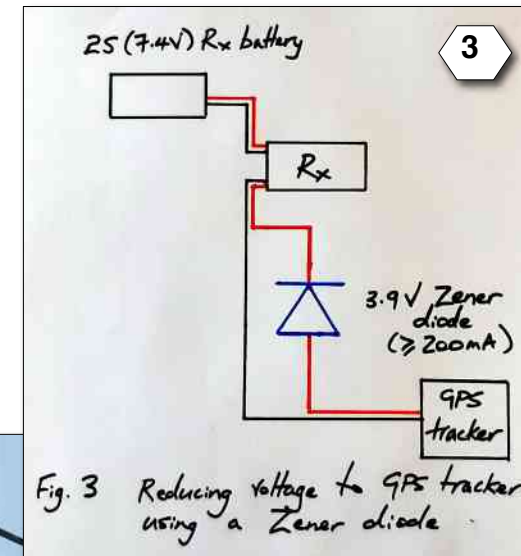 2S (7.4V) Rx battery
3
Rx
3.9V Zener
diode
(≥ 200mA)
GPS
tracker
Fig. 3 Reducing voltage to GPS tracker
using a Zener diode.